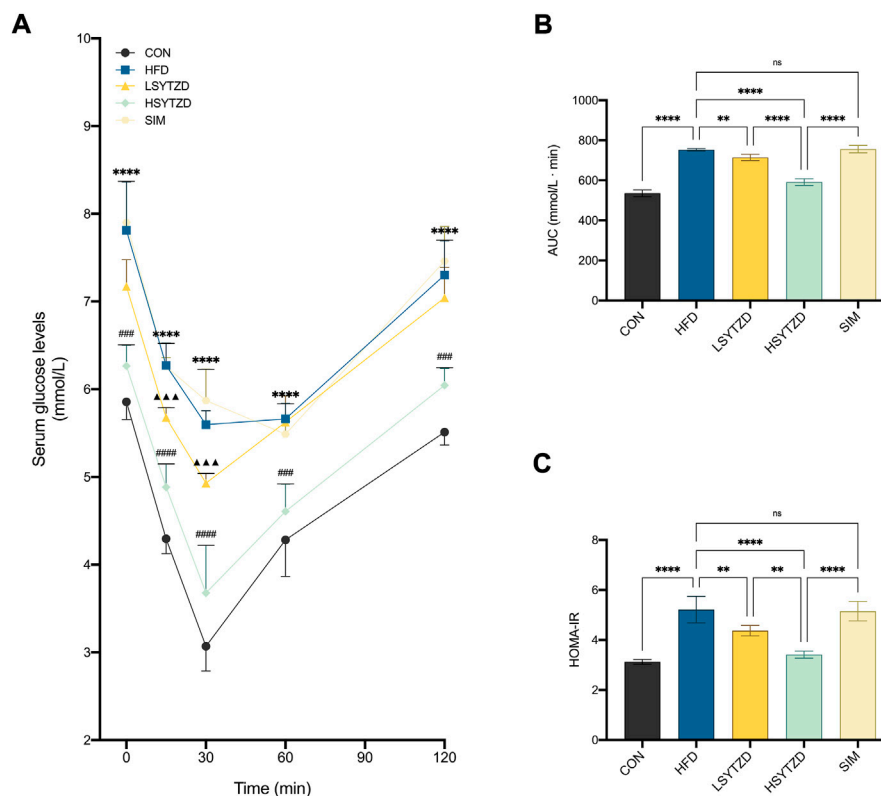 A
10
9
8
7
6
5
4
3
2
Serum glucose levels
(mmol/L)
CON
HFD
LSYTZD
HSYTZD
SIM
****
****
****
****
****
###
####
####
###
###
▲▲▲
▲▲▲
0 30 60 90 120
Time (min)
B
ns
****
**** ** **** ****
1000
800
600
400
200
0
AUC (mmol/L · min)
CON HFD LSYTZD HSYTZD SIM
C
ns
****
**** ** ** ****
8
6
4
2
0
HOMA-IR
CON HFD LSYTZD HSYTZD SIM